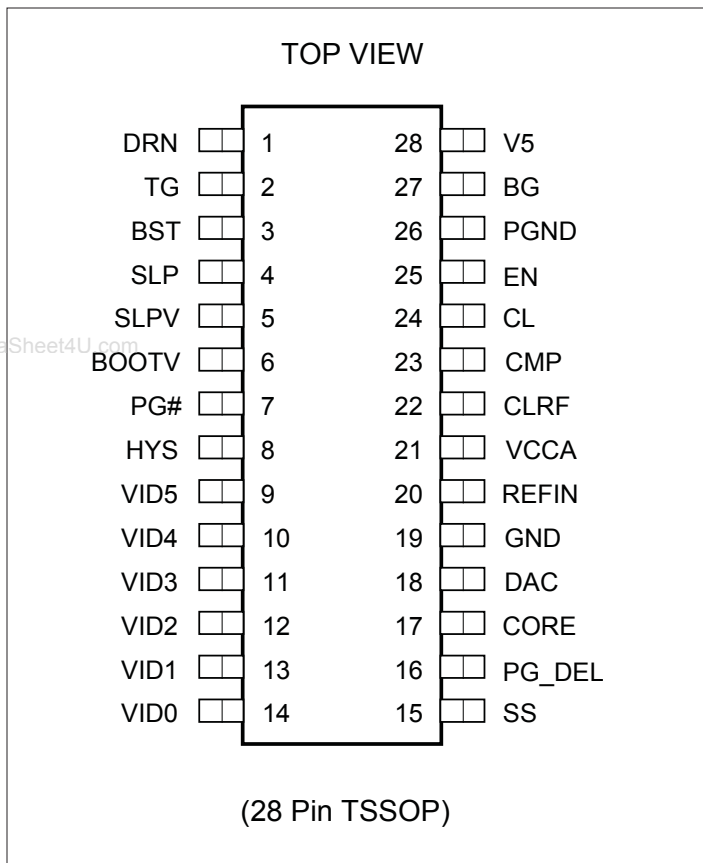 TOP VIEW
DRN 1 28 V5
TG 2 27 BG
BST 3 26 PGND
SLP 4 25 EN
SLPV 5 24 CL
aSheet4U.com
BOOTV 6 23 CMP
PG# 7 22 CLRF
HYS 8 21 VCCA
VID5 9 20 REFIN
VID4 10 19 GND
VID3 11 18 DAC
VID2 12 17 CORE
VID1 13 16 PG_DEL
VID0 14 15 SS
(28 Pin TSSOP)